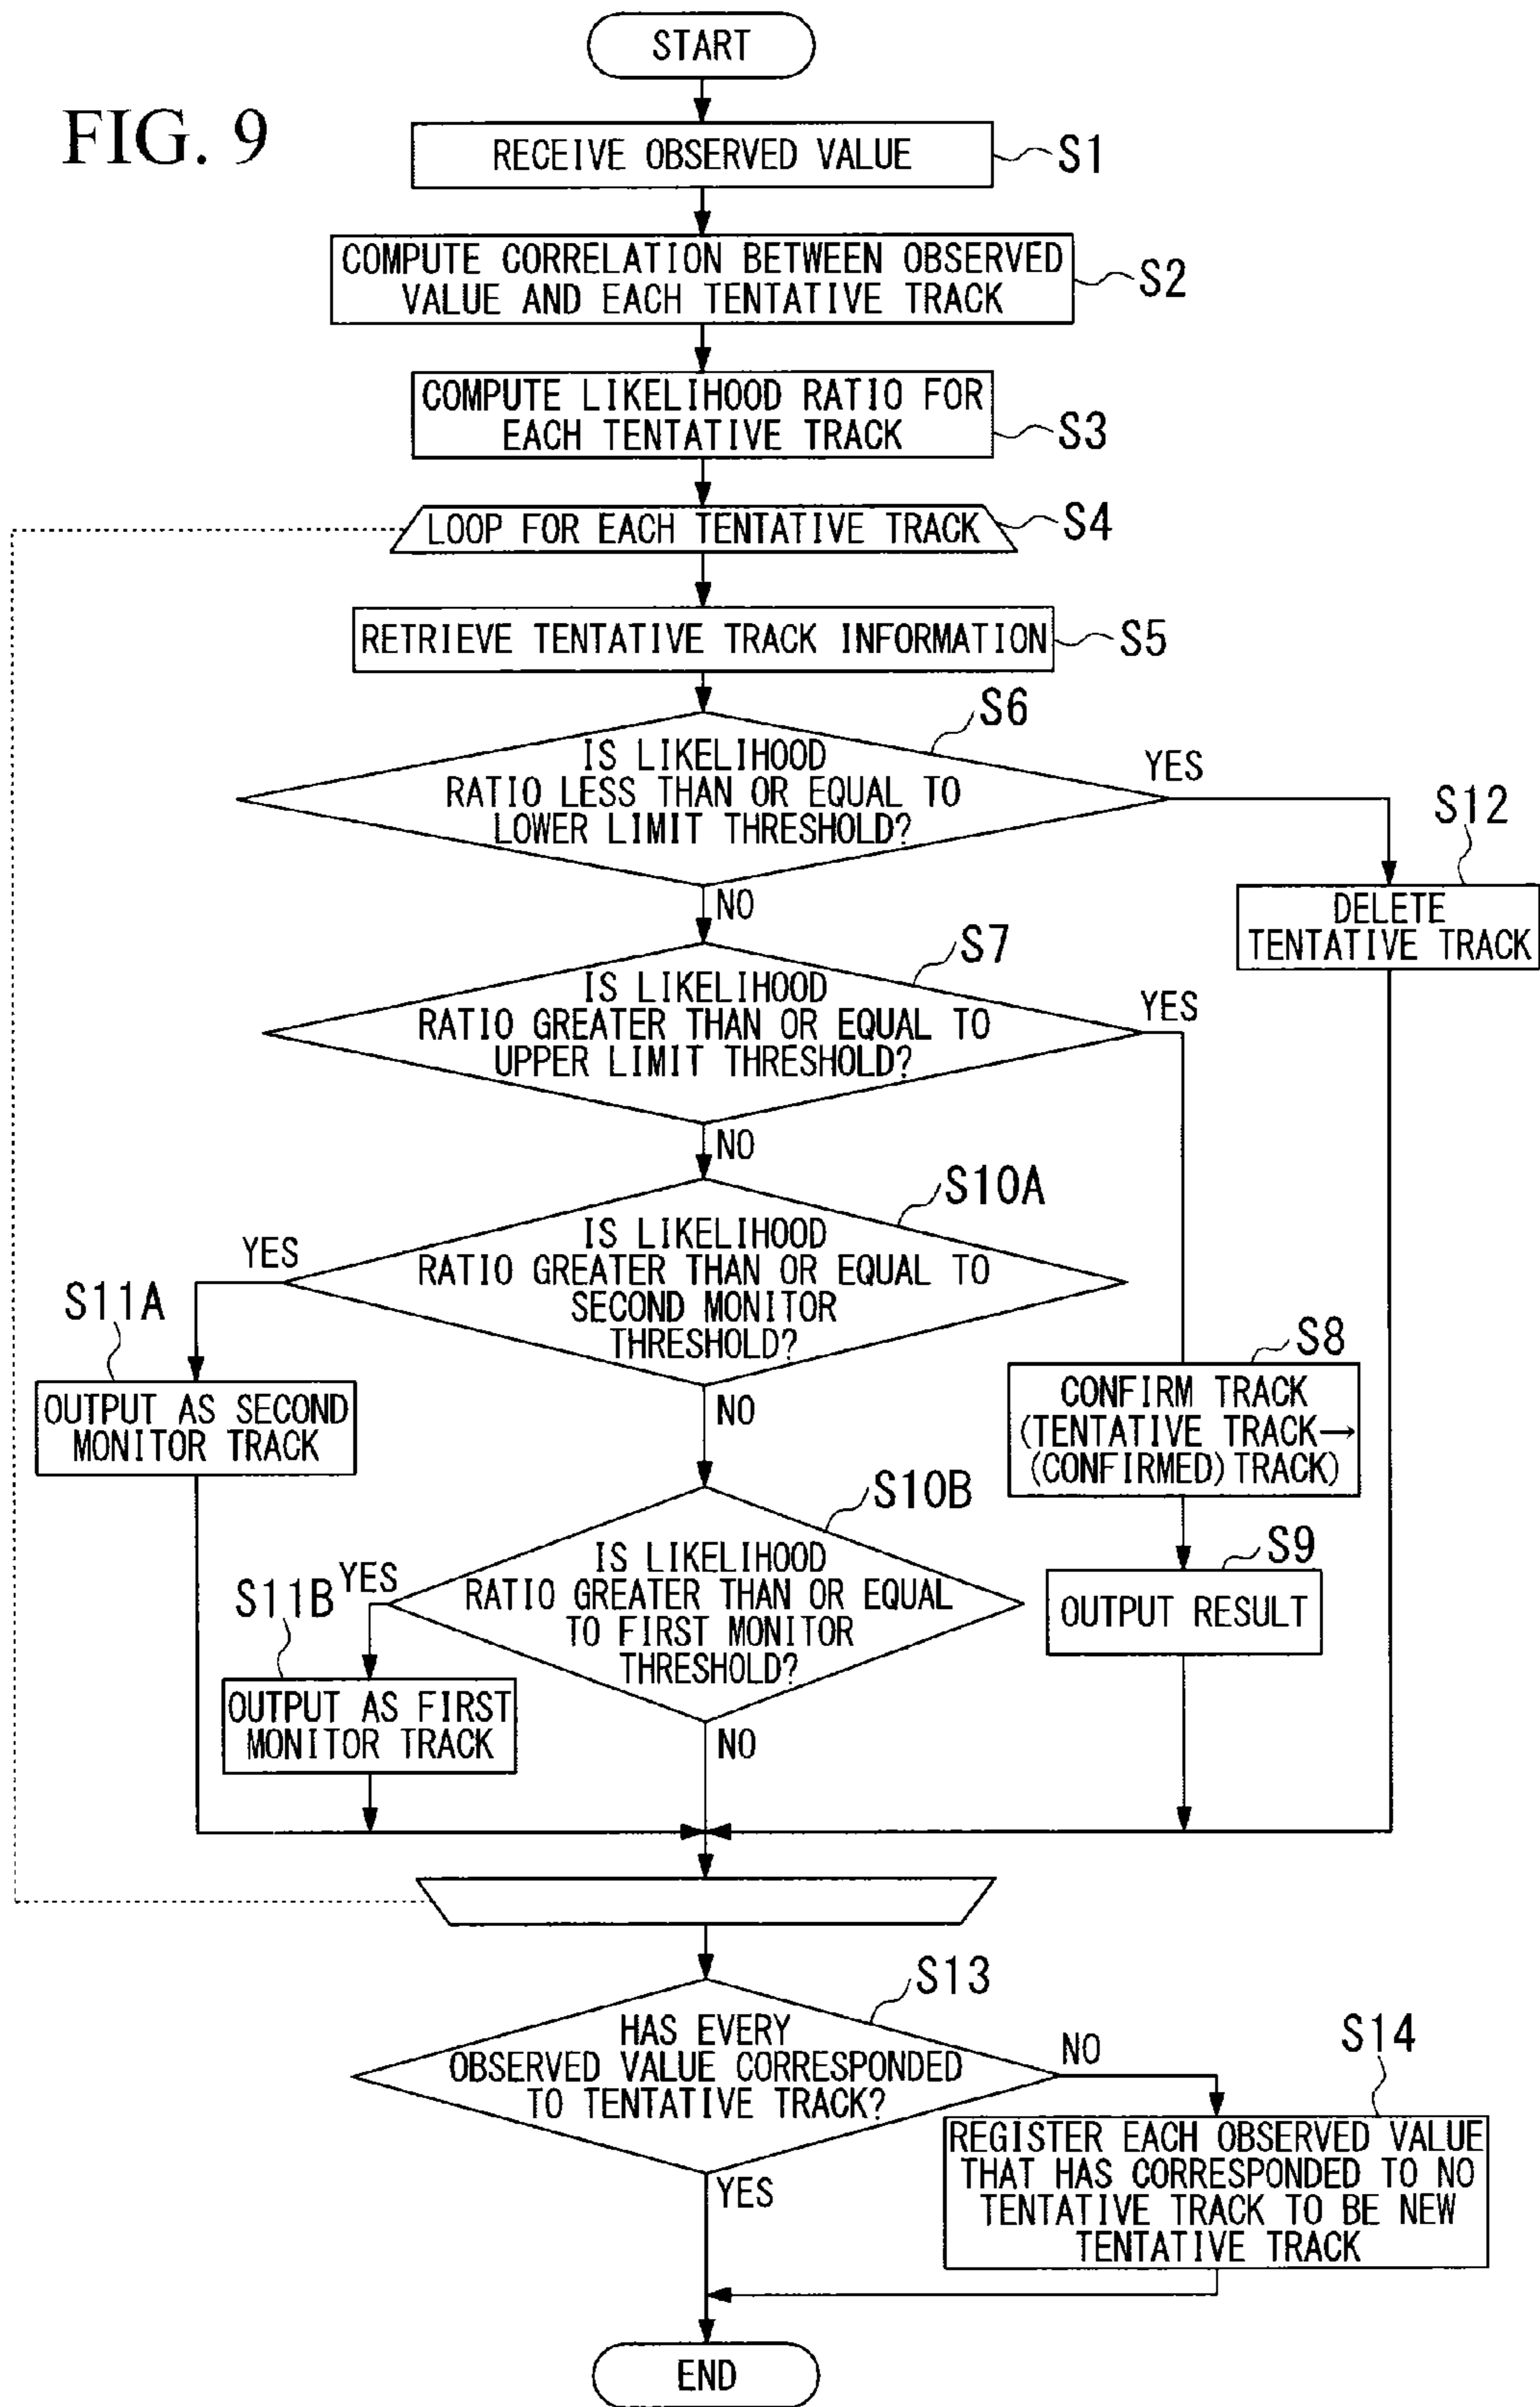 START
FIG. 9
RECEIVE OBSERVED VALUE
S1
COMPUTE CORRELATION BETWEEN OBSERVED
VALUE AND EACH TENTATIVE TRACK
S2
COMPUTE LIKELIHOOD RATIO FOR
EACH TENTATIVE TRACK
S3
LOOP FOR EACH TENTATIVE TRACK
S4
RETRIEVE TENTATIVE TRACK INFORMATION
S5
S6
IS LIKELIHOOD
RATIO LESS THAN OR EQUAL TO
LOWER LIMIT THRESHOLD?
YES
NO
S12
DELETE
TENTATIVE TRACK
S7
IS LIKELIHOOD
RATIO GREATER THAN OR EQUAL TO
UPPER LIMIT THRESHOLD?
YES
NO
S10A
IS LIKELIHOOD
RATIO GREATER THAN OR EQUAL TO
SECOND MONITOR
THRESHOLD?
YES
NO
S11A
OUTPUT AS SECOND
MONITOR TRACK
S8
CONFIRM TRACK
(TENTATIVE TRACK→
(CONFIRMED) TRACK)
S10B
IS LIKELIHOOD
RATIO GREATER THAN OR EQUAL
TO FIRST MONITOR
THRESHOLD?
YES
NO
S9
OUTPUT RESULT
S11B
OUTPUT AS FIRST
MONITOR TRACK
S13
HAS EVERY
OBSERVED VALUE CORRESPONDED
TO TENTATIVE TRACK?
NO
YES
S14
REGISTER EACH OBSERVED VALUE
THAT HAS CORRESPONDED TO NO
TENTATIVE TRACK TO BE NEW
TENTATIVE TRACK
END